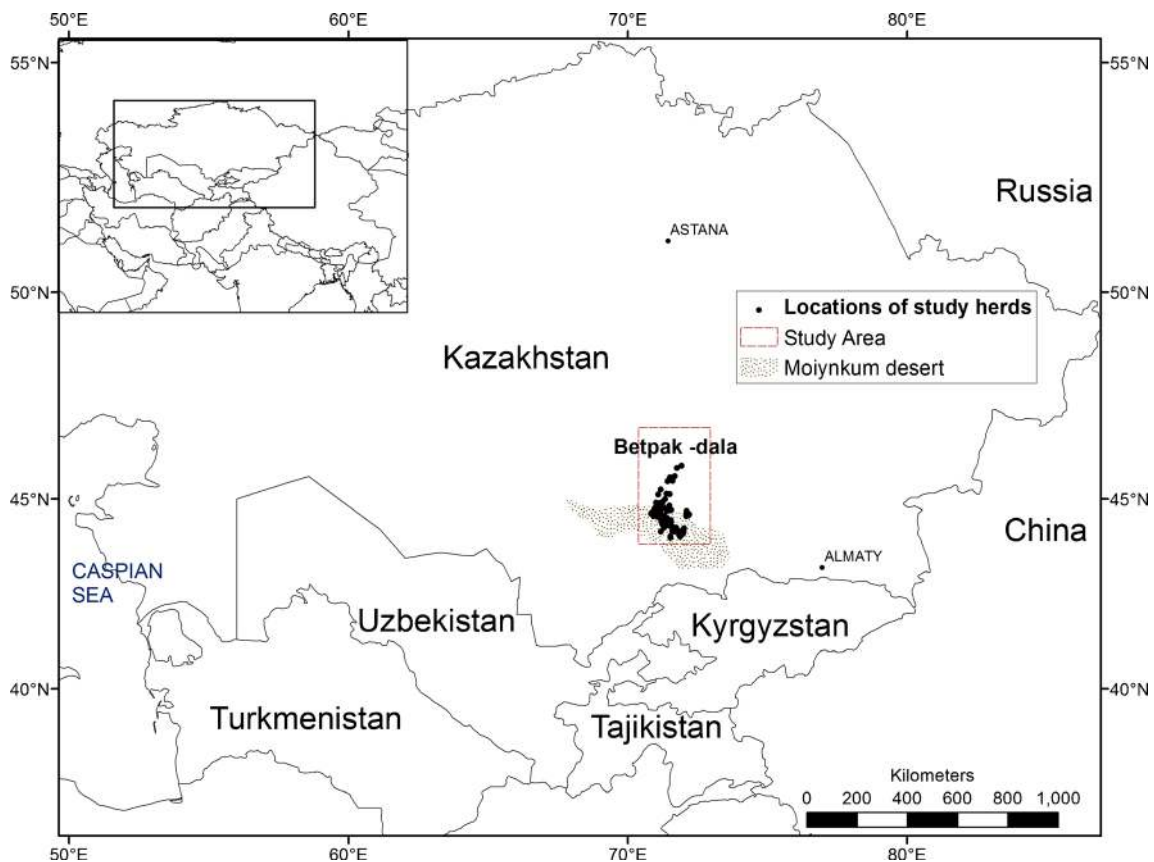 50°E
60°E
70°E
80°E
55°N
55°N
Russia
ASTANA
50°N
50°N
Locations of study herds
Study Area
Moiynkum desert
Kazakhstan
Betpak -dala
45°N
45°N
China
ALMATY
CASPIAN
SEA
Uzbekistan
Kyrgyzstan
40°N
40°N
Turkmenistan
Tajikistan
Kilometers
0 200 400 600 800 1,000
50°E
60°E
70°E
80°E